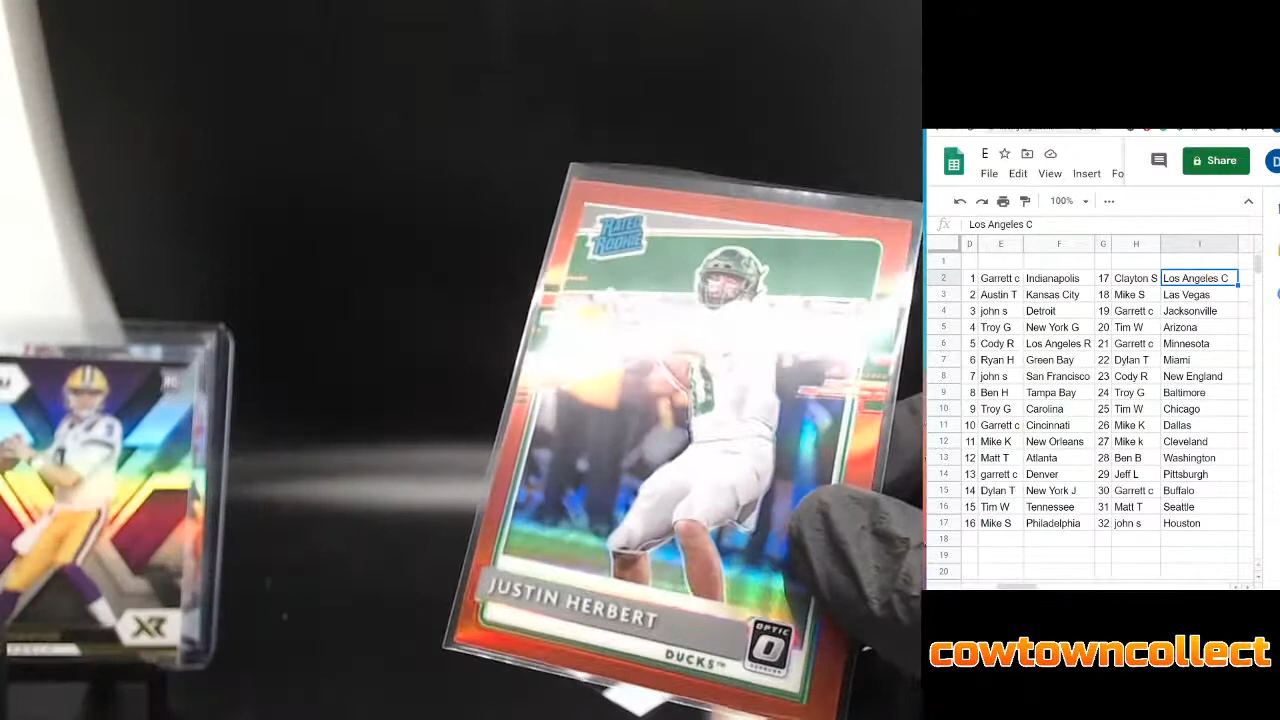 RATED
ROOKIE
JUSTIN HERBERT
DUCKS™
OPTIC
DONRUSS
XR
E
Share
File Edit View Insert Fo
100%
fx Los Angeles C
D E F G H I
1
2 1 Garrett c Indianapolis 17 Clayton S Los Angeles C
3 2 Austin T Kansas City 18 Mike S Las Vegas
4 3 john s Detroit 19 Garrett c Jacksonville
5 4 Troy G New York G 20 Tim W Arizona
6 5 Cody R Los Angeles R 21 Garrett c Minnesota
7 6 Ryan H Green Bay 22 Dylan T Miami
8 7 john s San Francisco 23 Cody R New England
9 8 Ben H Tampa Bay 24 Troy G Baltimore
10 9 Troy G Carolina 25 Tim W Chicago
11 10 Garrett c Cincinnati 26 Mike K Dallas
12 11 Mike K New Orleans 27 Mike k Cleveland
13 12 Matt T Atlanta 28 Ben B Washington
14 13 garrett c Denver 29 Jeff L Pittsburgh
15 14 Dylan T New York J 30 Garrett c Buffalo
16 15 Tim W Tennessee 31 Matt T Seattle
17 16 Mike S Philadelphia 32 john s Houston
18
19
20
cowtowncollect